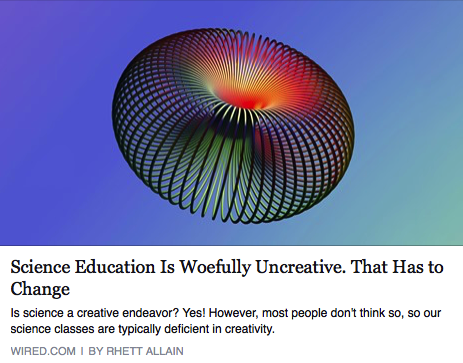 Science Education Is Woefully Uncreative. That Has to
Change
Is science a creative endeavor? Yes! However, most people don’t think so, so our
science classes are typically deficient in creativity.
WIRED.COM | BY RHETT ALLAIN